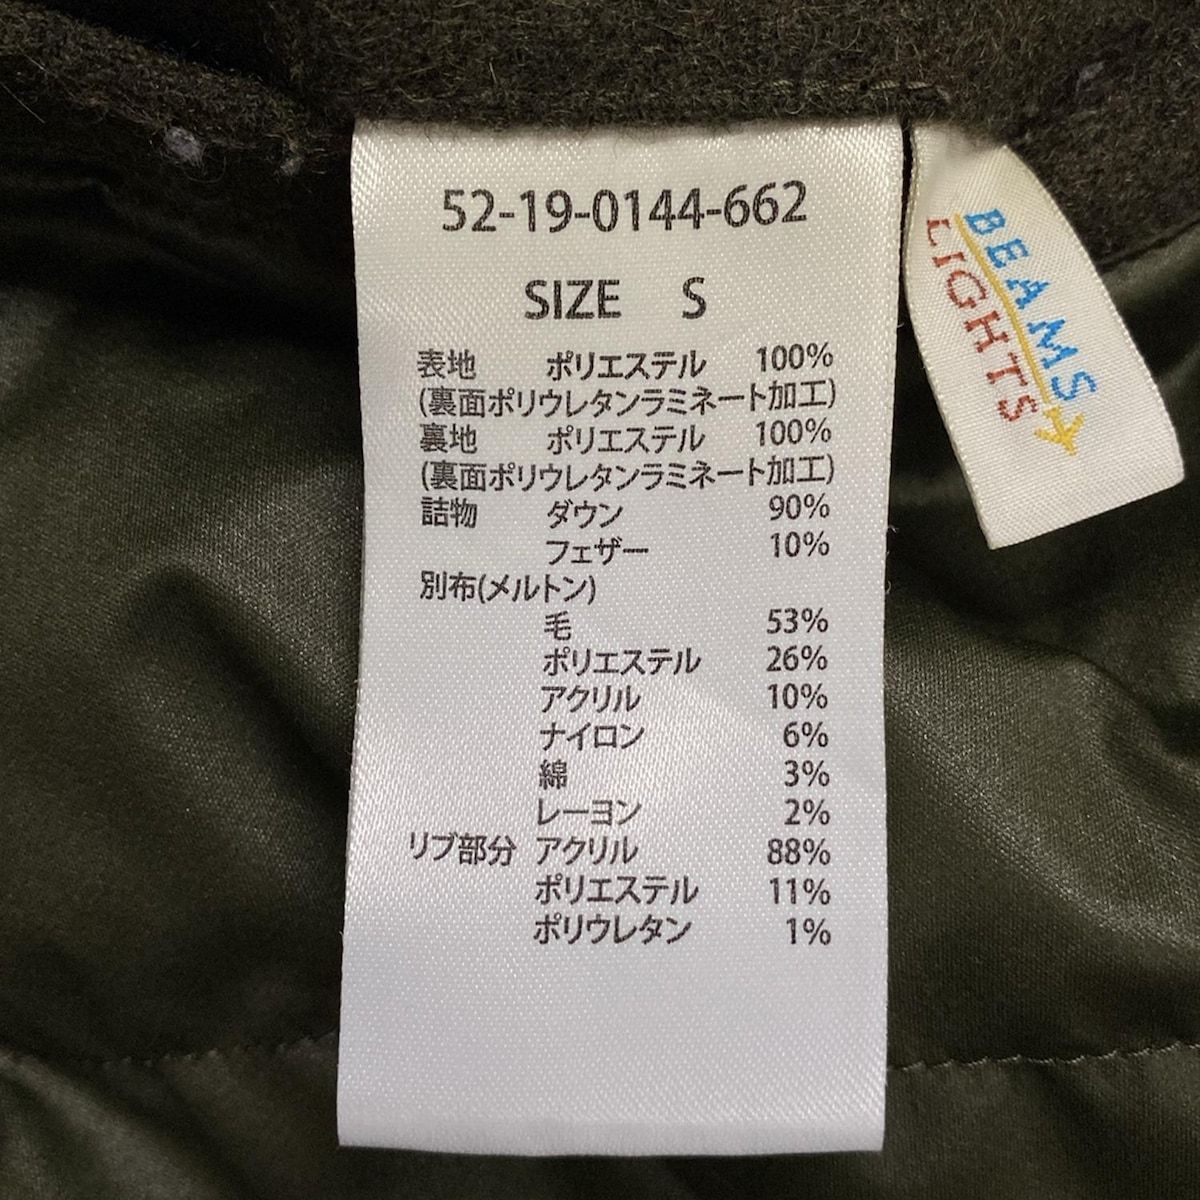 52-19-0144-662
SIZE S
表地 ポリエステル 100%
(裏面ポリウレタンラミネート加工)
裏地 ポリエステル 100%
(裏面ポリウレタンラミネート加工)
詰物 ダウン 90%
フェザー 10%
別布(メルトン)
毛 53%
ポリエステル 26%
アクリル 10%
ナイロン 6%
綿 3%
レーヨン 2%
リブ部分 アクリル 88%
ポリエステル 11%
ポリウレタン 1%
BEAMS
LIGHTS